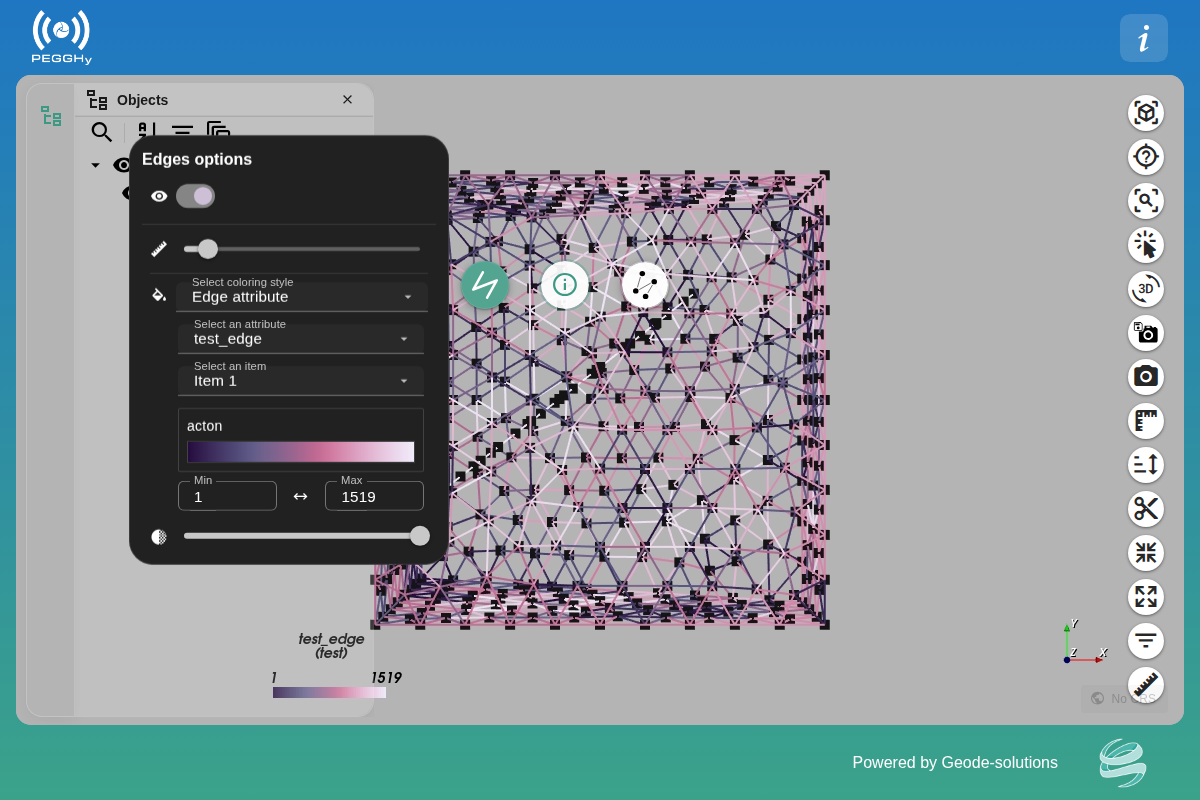 PEGGHy
i
Objects
Edges options
Select coloring style
Edge attribute
Select an attribute
test_edge
Select an item
Item 1
acton
Min
Max
1
1519
3D
test_edge
(test)
1
1519
Y
Z
X
No CRS
Powered by Geode-solutions